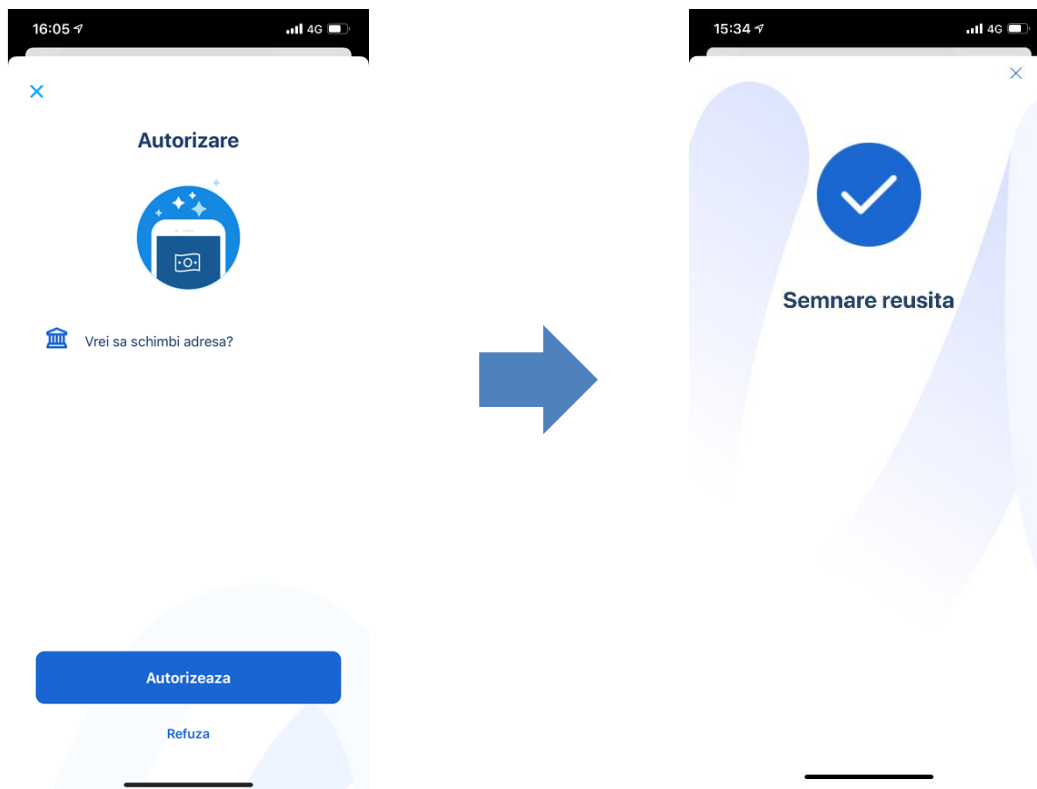 16:05
4G
Autorizare
Vrei sa schimbi adresa?
Autorizeaza
Refuza
15:34
4G
Semnare reusita